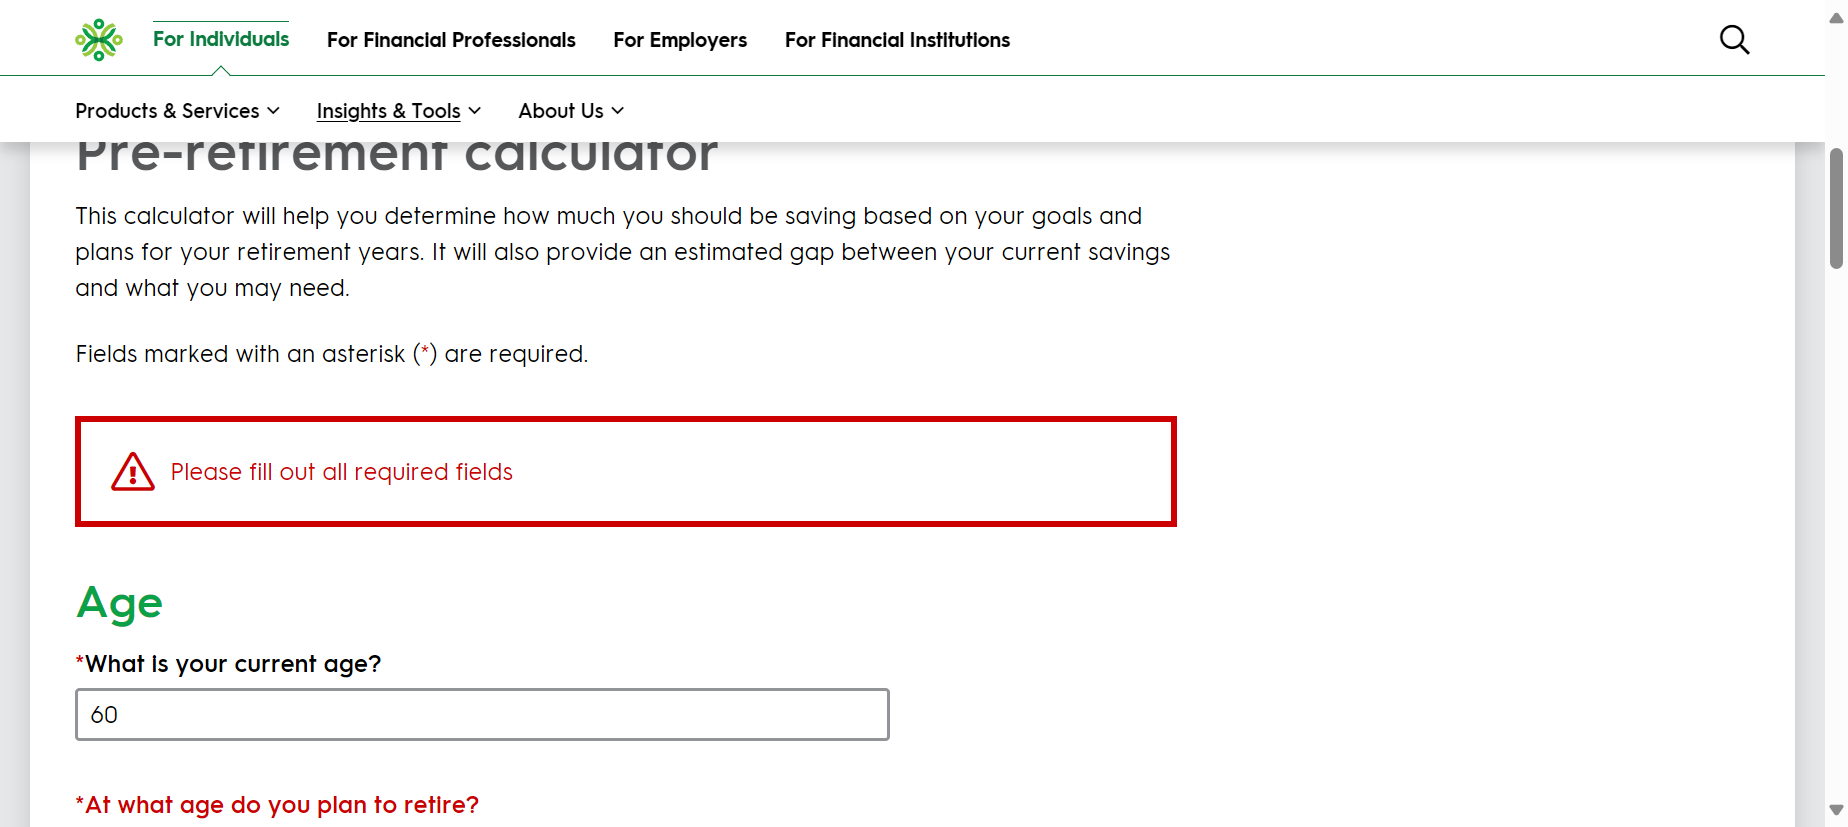 For Individuals
For Financial Professionals
For Employers
For Financial Institutions
Products & Services
Insights & Tools
About Us
Pre-retirement calculator
This calculator will help you determine how much you should be saving based on your goals and
plans for your retirement years. It will also provide an estimated gap between your current savings
and what you may need.
Fields marked with an asterisk (*) are required.
Please fill out all required fields
Age
*What is your current age?
60
*At what age do you plan to retire?